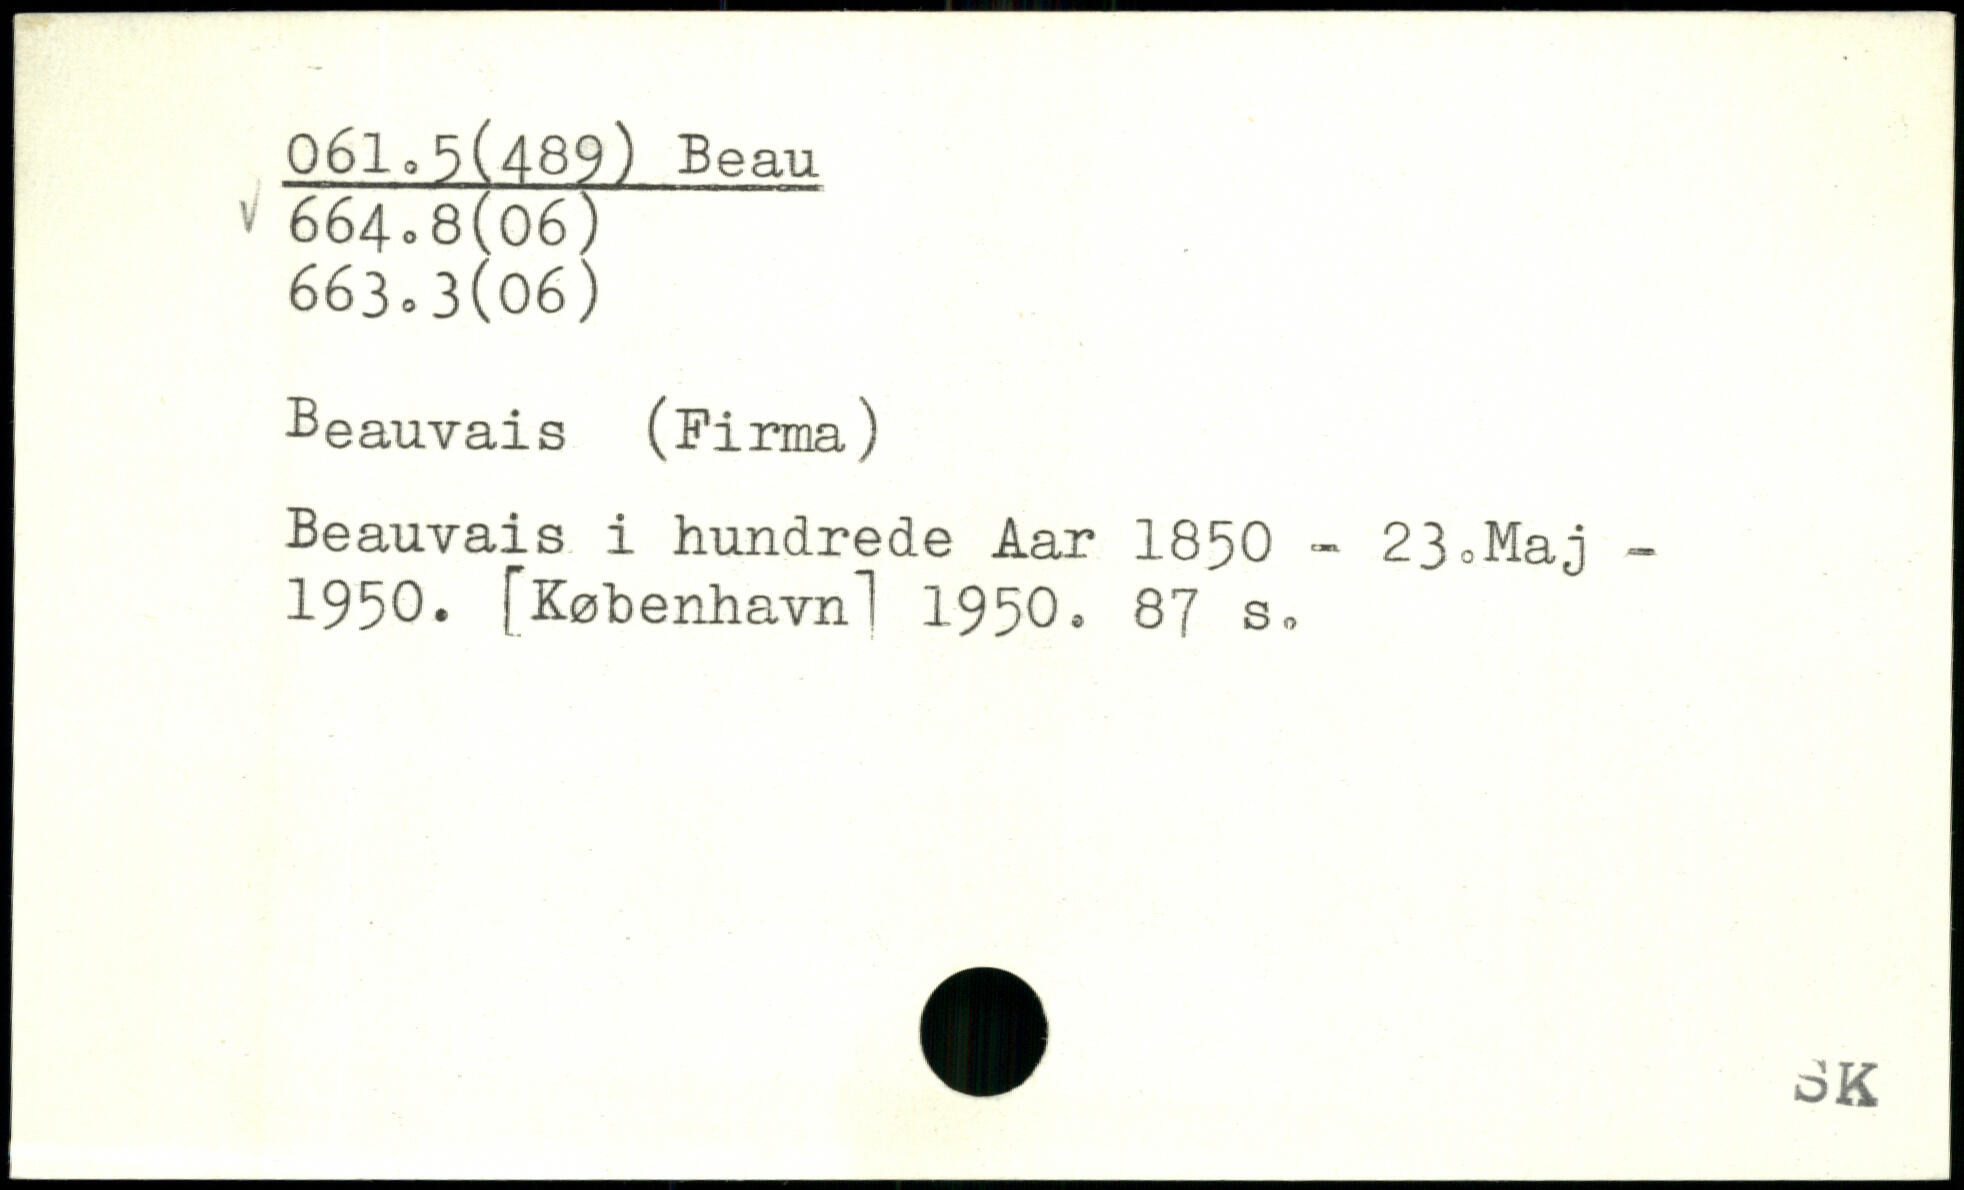 061.5(489) Beau
√ 664.8(06)
663.3(06)
Beauvais (Firma)
Beauvais i hundrede Aar 1850 - 23.Maj -
1950. [København] 1950. 87 s.
SK